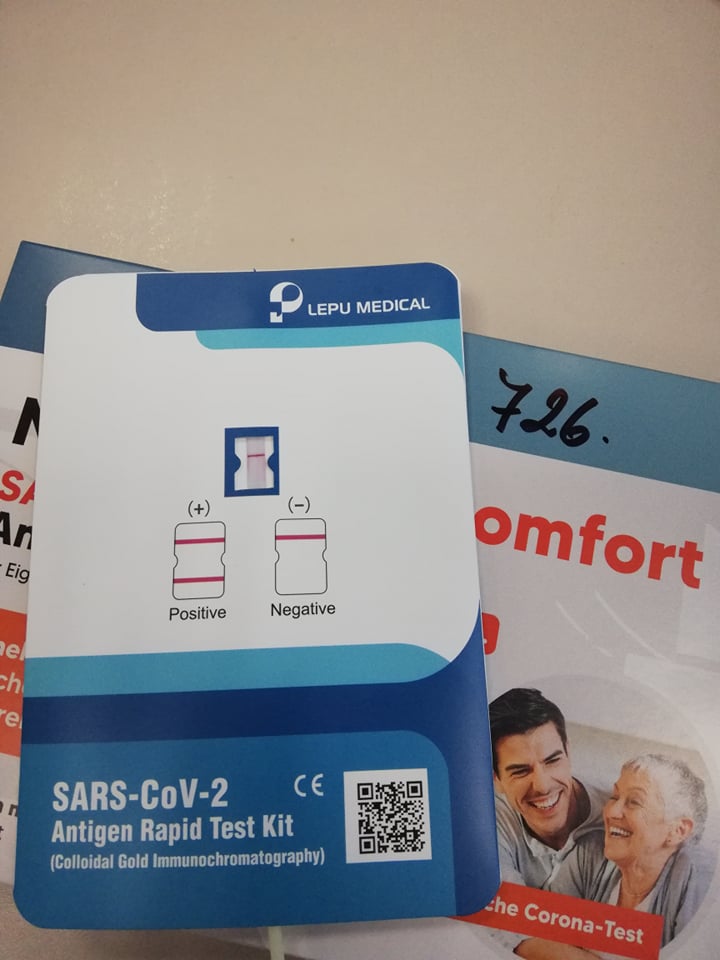 LEPU MEDICAL
726.
omfort
(+)
(−)
Positive
Negative
SARS-CoV-2
Antigen Rapid Test Kit
(Colloidal Gold Immunochromatography)
CE
che Corona-Test
N
SA
An
Eig